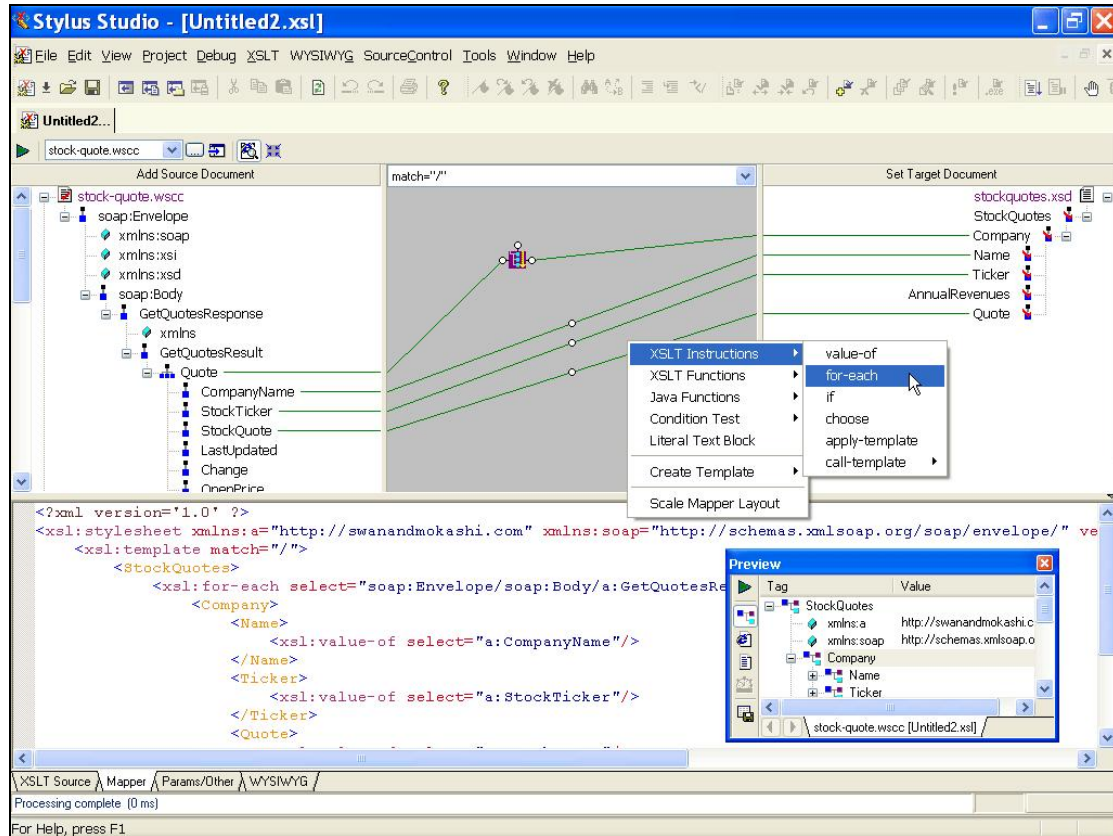 Stylus Studio - [Untitled2.xsl]
File Edit View Project Debug XSLT WYSIWYG SourceControl Tools Window Help
Untitled2...
stock-quote.wscc
Add Source Document
match="/"
Set Target Document
stock-quote.wscc
soap:Envelope
xmlns:soap
xmlns:xsi
xmlns:xsd
soap:Body
GetQuotesResponse
xmlns
GetQuotesResult
Quote
CompanyName
StockTicker
StockQuote
LastUpdated
Change
OpenPrice
stockquotes.xsd
StockQuotes
Company
Name
Ticker
AnnualRevenues
Quote
XSLT Instructions
XSLT Functions
Java Functions
Condition Test
Literal Text Block
Create Template
Scale Mapper Layout
value-of
for-each
if
choose
apply-template
call-template
<?xml version='1.0' ?>
<xsl:stylesheet xmlns:a="http://swanandmokashi.com" xmlns:soap="http://schemas.xmlsoap.org/soap/envelope/" ve
<xsl:template match="/">
<StockQuotes>
<xsl:for-each select="soap:Envelope/soap:Body/a:GetQuotesRe
<Company>
<Name>
<xsl:value-of select="a:CompanyName"/>
</Name>
<Ticker>
<xsl:value-of select="a:StockTicker"/>
</Ticker>
<Quote>
Preview
Tag Value
StockQuotes
xmlns:a http://swanandmokashi.c
xmlns:soap http://schemas.xmlsoap.o
Company
Name
Ticker
stock-quote.wscc [Untitled2.xsl]
XSLT Source Mapper Params/Other WYSIWYG
Processing complete (0 ms)
For Help, press F1